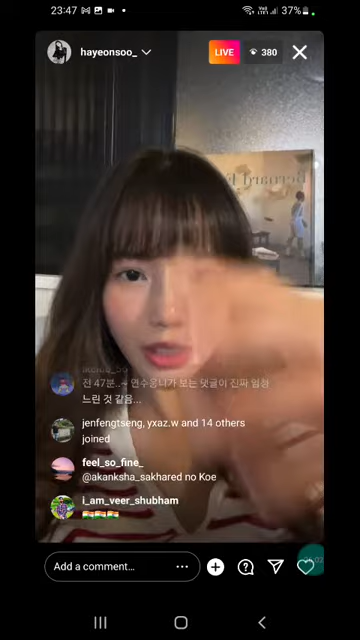 23:47
37%
hayeonsoo_
LIVE
380
전 47분..~ 연수옹니가 보는 댓글이 진짜 엄청
느린 것 같음...
jenfengtseng, yxaz.w and 14 others
joined
feel_so_fine_
@akanksha_sakhared no Koe
i_am_veer_shubham
🇮🇳🇮🇳🇮🇳
Add a comment...